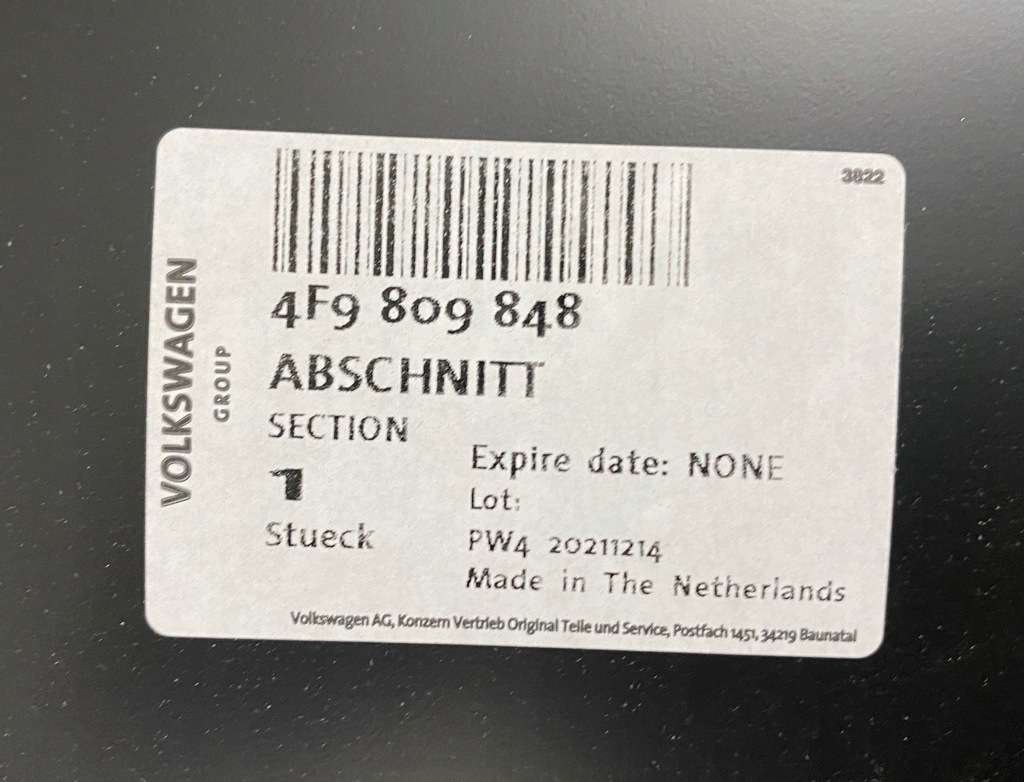 3822
VOLKSWAGEN
GROUP
4F9 809 848
ABSCHNITT
SECTION
1
Stueck
Expire date: NONE
Lot:
PW4 20211214
Made in The Netherlands
Volkswagen AG, Konzern Vertrieb Original Teile und Service, Postfach 1451, 34219 Baunatal